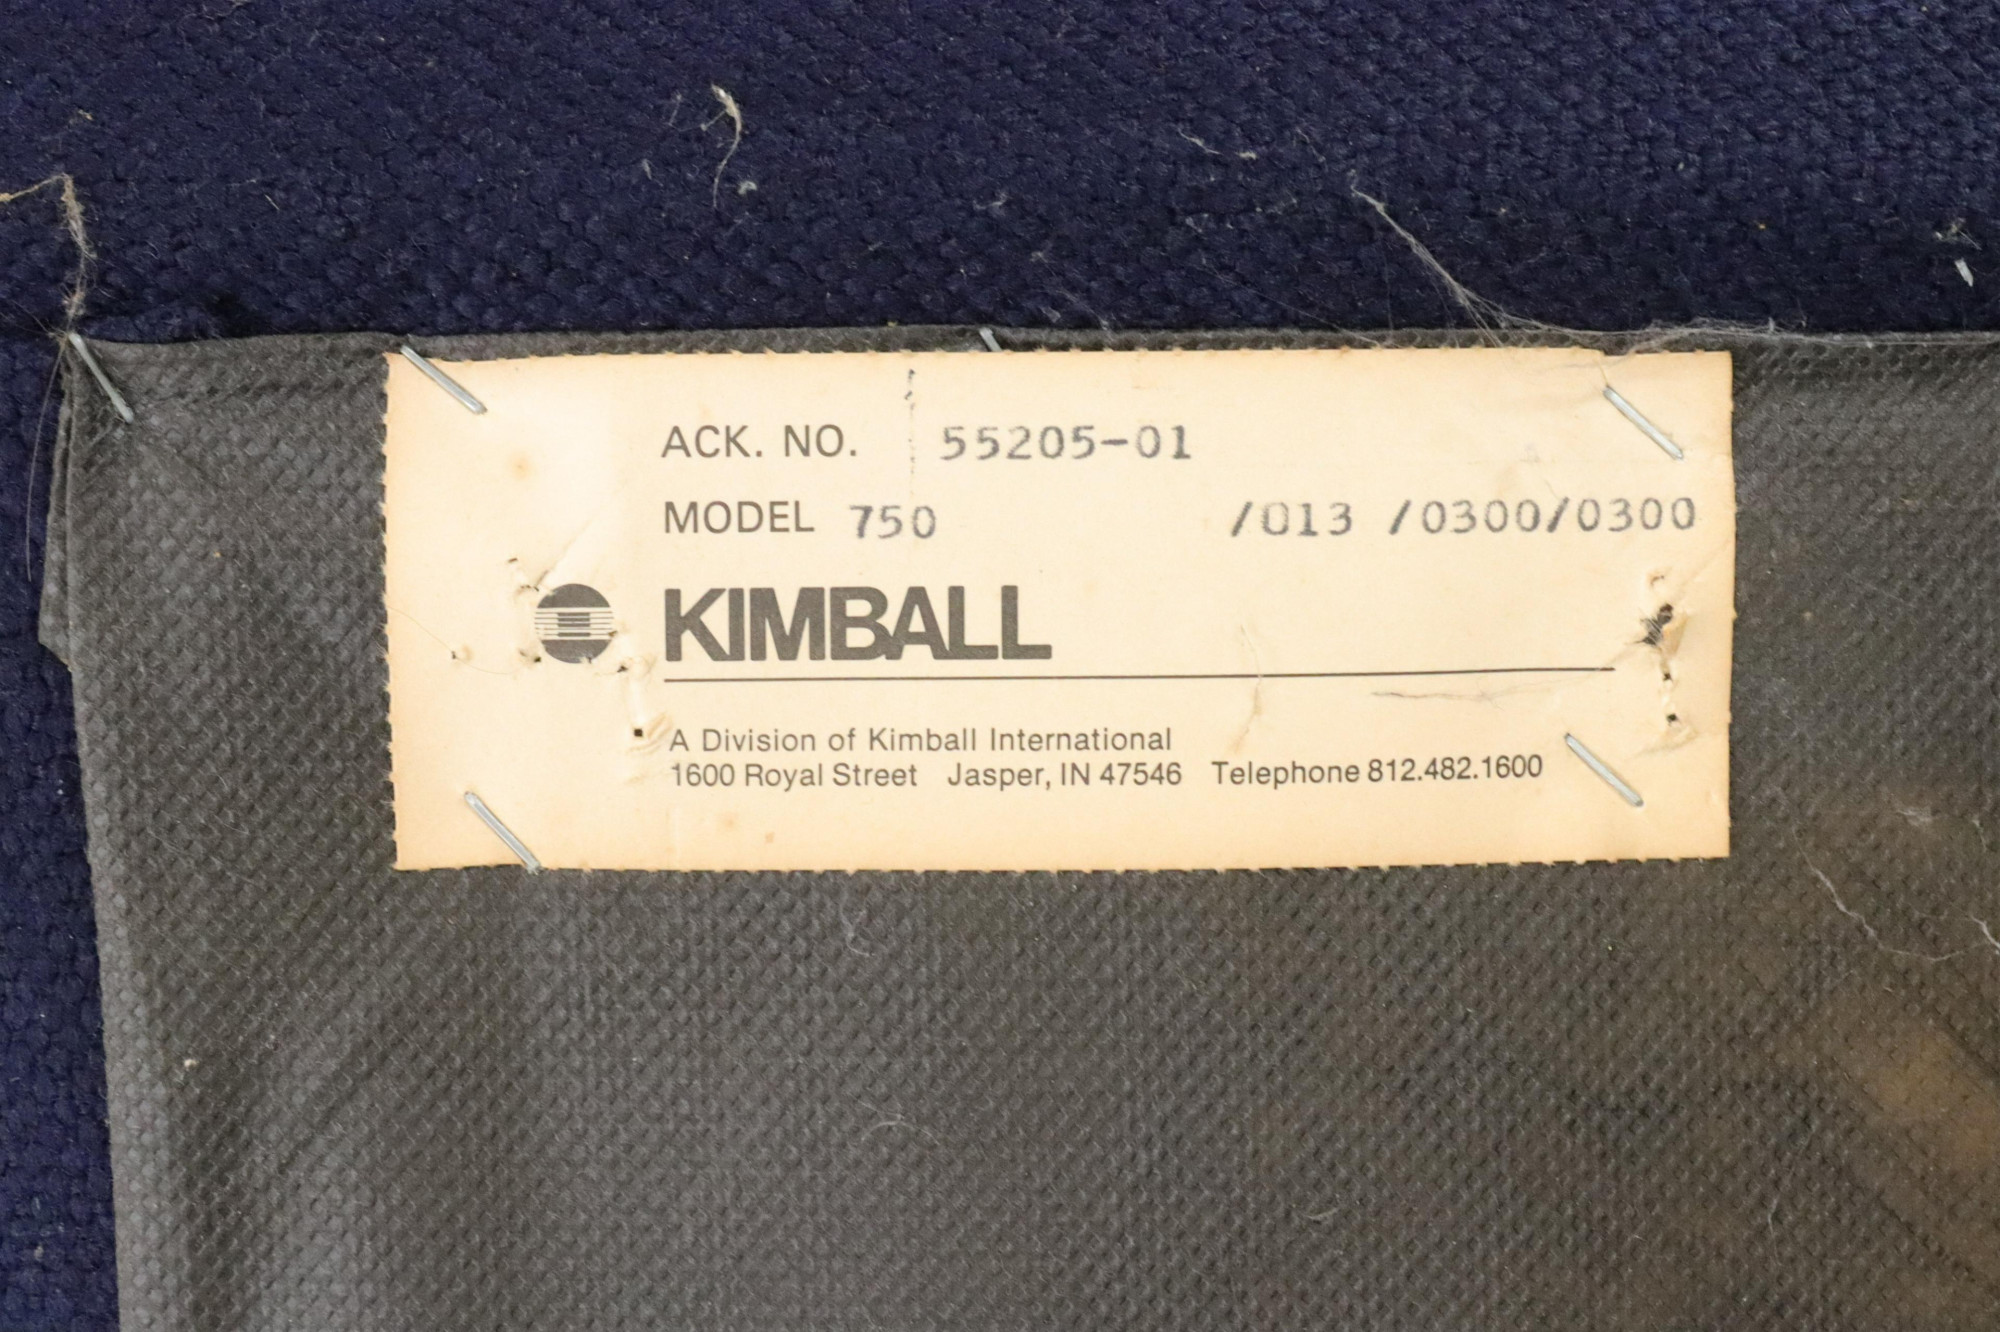 ACK. NO. 55205-01
MODEL 750 /013 /0300/0300
KIMBALL
A Division of Kimball International
1600 Royal Street Jasper, IN 47546 Telephone 812.482.1600